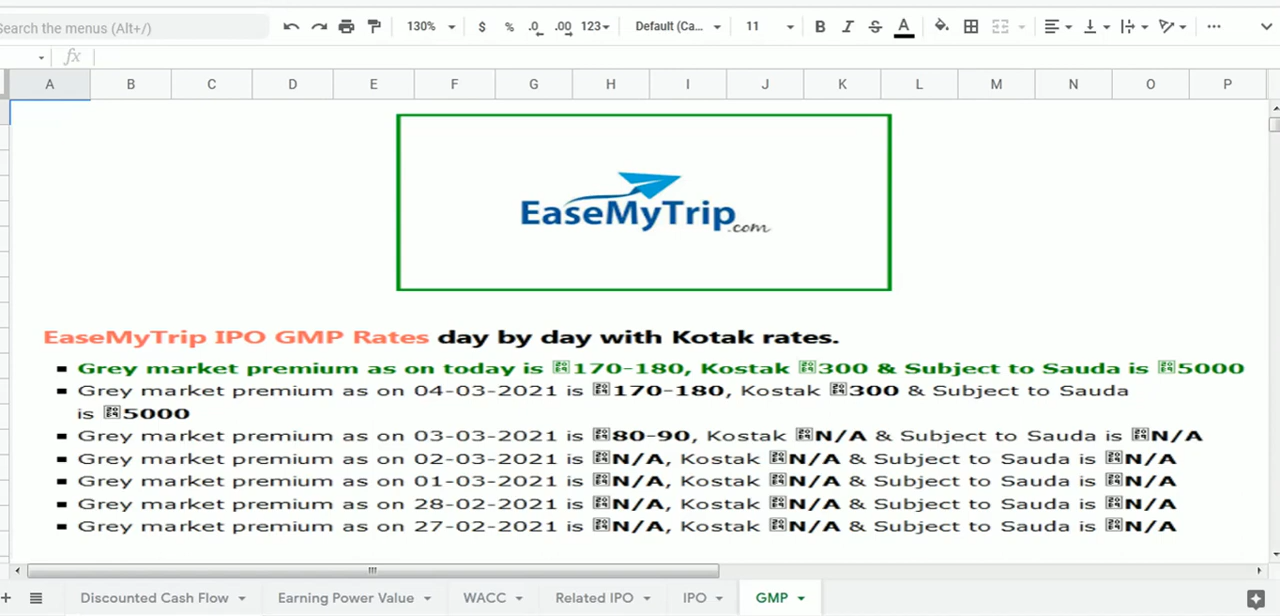 Search the menus (Alt+/)
130% $ % .0 .00 123 Default (Ca... 11 B I S A ...
fx
A B C D E F G H I J K L M N O P
EaseMyTrip.com
EaseMyTrip IPO GMP Rates day by day with Kotak rates.
Grey market premium as on today is 170-180, Kostak 300 & Subject to Sauda is 5000
Grey market premium as on 04-03-2021 is 170-180, Kostak 300 & Subject to Sauda
is 5000
Grey market premium as on 03-03-2021 is 80-90, Kostak N/A & Subject to Sauda is N/A
Grey market premium as on 02-03-2021 is N/A, Kostak N/A & Subject to Sauda is N/A
Grey market premium as on 01-03-2021 is N/A, Kostak N/A & Subject to Sauda is N/A
Grey market premium as on 28-02-2021 is N/A, Kostak N/A & Subject to Sauda is N/A
Grey market premium as on 27-02-2021 is N/A, Kostak N/A & Subject to Sauda is N/A
+ Discounted Cash Flow Earning Power Value WACC Related IPO IPO GMP